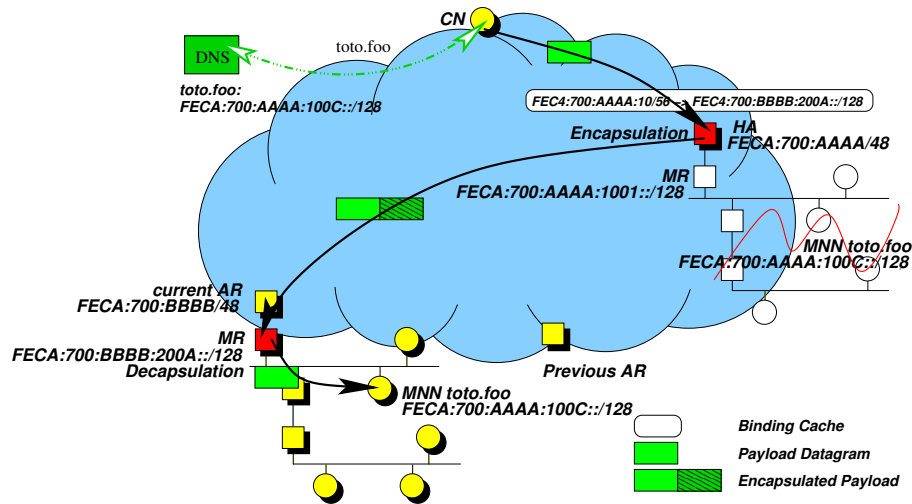 CN
DNS
toto.foo
toto.foo:
FECA:700:AAAA:100C::/128
FEC4:700:AAAA:10/56 --> FEC4:700:BBBB:200A::/128
Encapsulation
HA
FECA:700:AAAA/48
MR
FECA:700:AAAA:1001::/128
MNN toto.foo
FECA:700:AAAA:100C::/128
current AR
FECA:700:BBBB/48
MR
FECA:700:BBBB:200A::/128
Decapsulation
Previous AR
MNN toto.foo
FECA:700:AAAA:100C::/128
Binding Cache
Payload Datagram
Encapsulated Payload